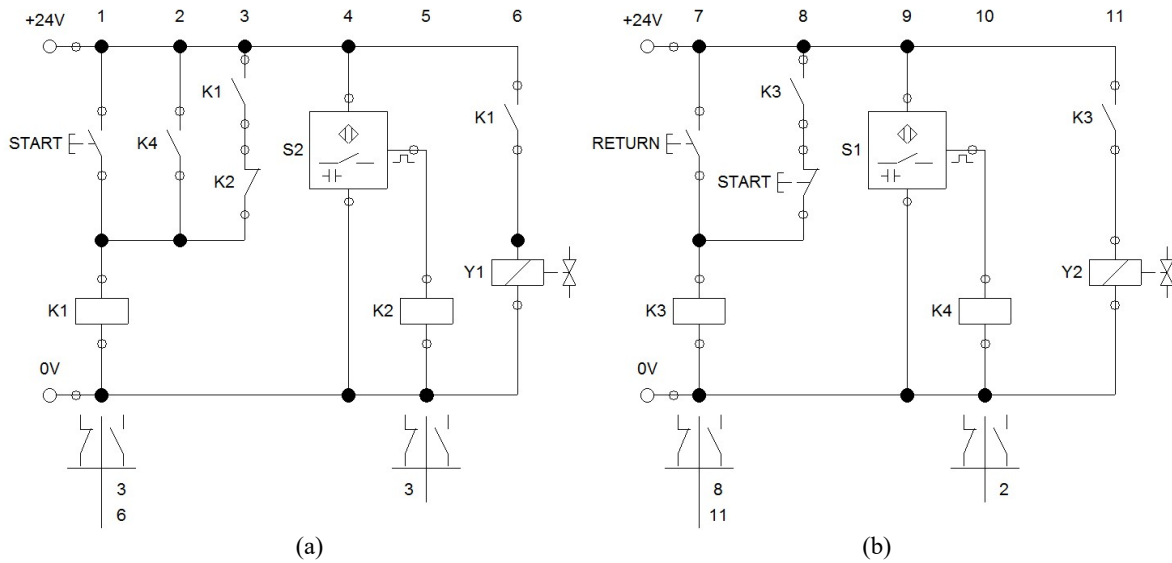 1 2 3 4 5 6
+24V
K1
K1
START
K4
S2
K2
Y1
K1
K2
0V
3
6
3
(a)
7 8 9 10 11
+24V
K3
K3
RETURN
S1
START
Y2
K3
K4
0V
8
11
2
(b)